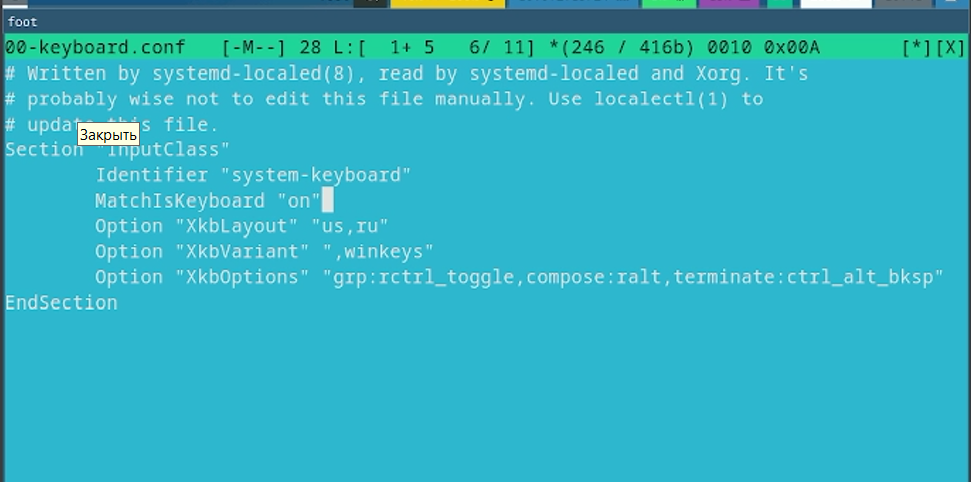 foot
00-keyboard.conf [-M--] 28 L:[ 1+ 5 6/ 11] *(246 / 416b) 0010 0x00A [*][X]
# Written by systemd-localed(8), read by systemd-localed and Xorg. It's
# probably wise not to edit this file manually. Use localectl(1) to
# update this file.
Закрыть
Section "InputClass"
Identifier "system-keyboard"
MatchIsKeyboard "on"
Option "XkbLayout" "us,ru"
Option "XkbVariant" ",winkeys"
Option "XkbOptions" "grp:rctrl_toggle,compose:ralt,terminate:ctrl_alt_bksp"
EndSection